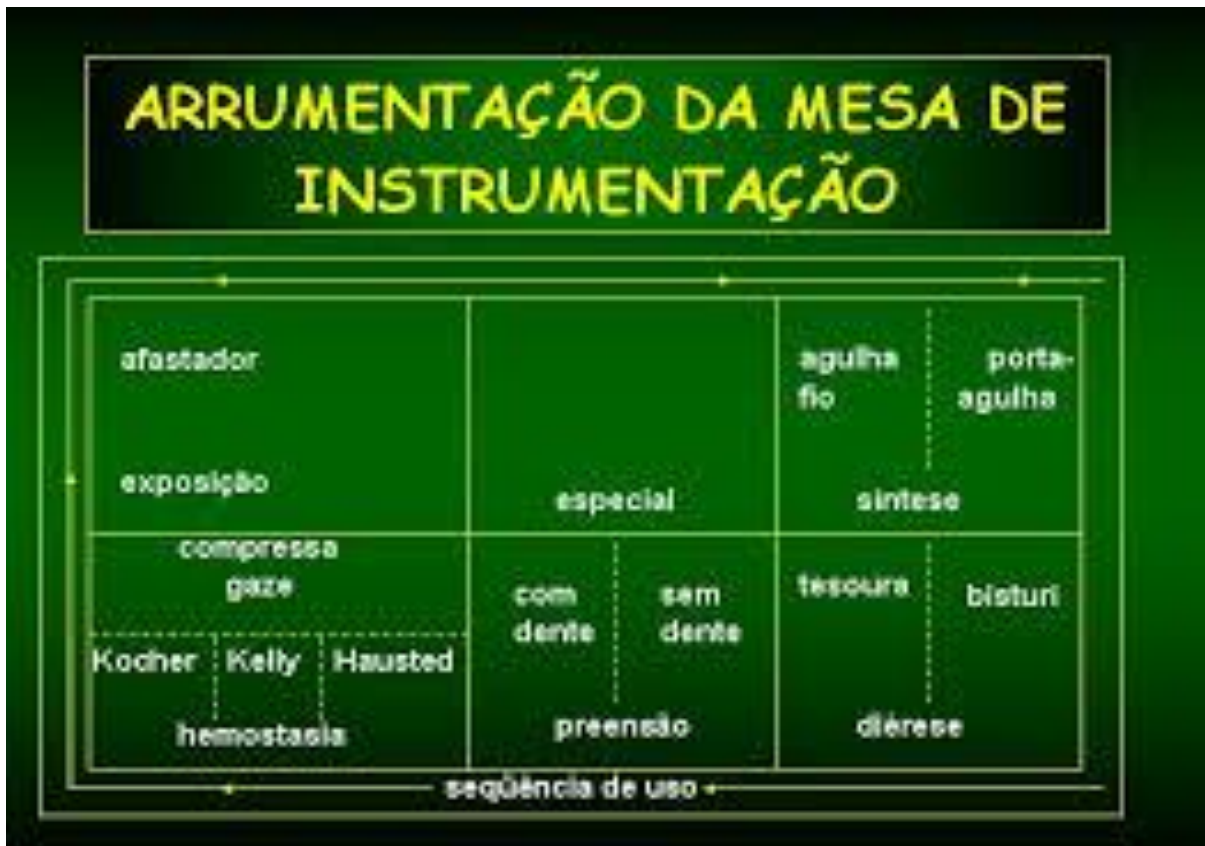 ARRUMENTAÇÃO DA MESA DE
INSTRUMENTAÇÃO
afastador
exposição
especial
agulha
fio
porta-
agulha
síntese
compressa
gaze
Kocher Kelly Hausted
hemostasia
com
dente
sem
dente
preensão
tesoura
bisturi
diérese
seqüência de uso